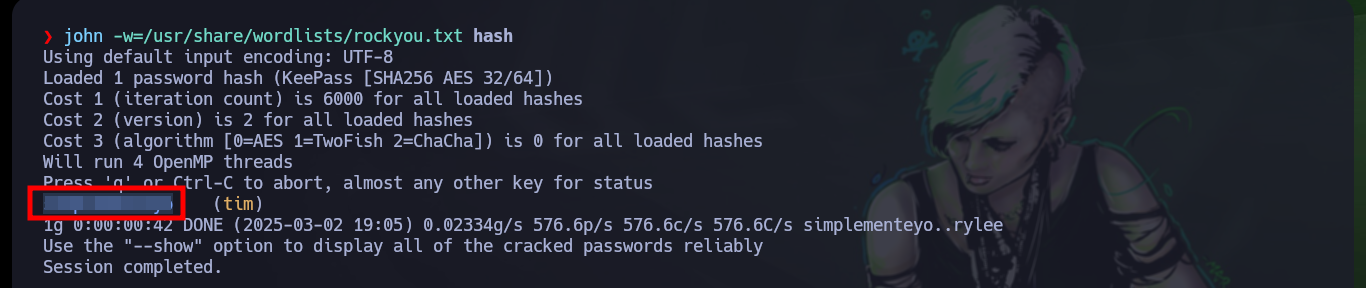 ❯ john -w=/usr/share/wordlists/rockyou.txt hash
Using default input encoding: UTF-8
Loaded 1 password hash (KeePass [SHA256 AES 32/64])
Cost 1 (iteration count) is 6000 for all loaded hashes
Cost 2 (version) is 2 for all loaded hashes
Cost 3 (algorithm [0=AES 1=TwoFish 2=ChaCha]) is 0 for all loaded hashes
Will run 4 OpenMP threads
Press 'q' or Ctrl-C to abort, almost any other key for status
(tim)
1g 0:00:00:42 DONE (2025-03-02 19:05) 0.02334g/s 576.6p/s 576.6c/s 576.6C/s simplementeyo..rylee
Use the "--show" option to display all of the cracked passwords reliably
Session completed.